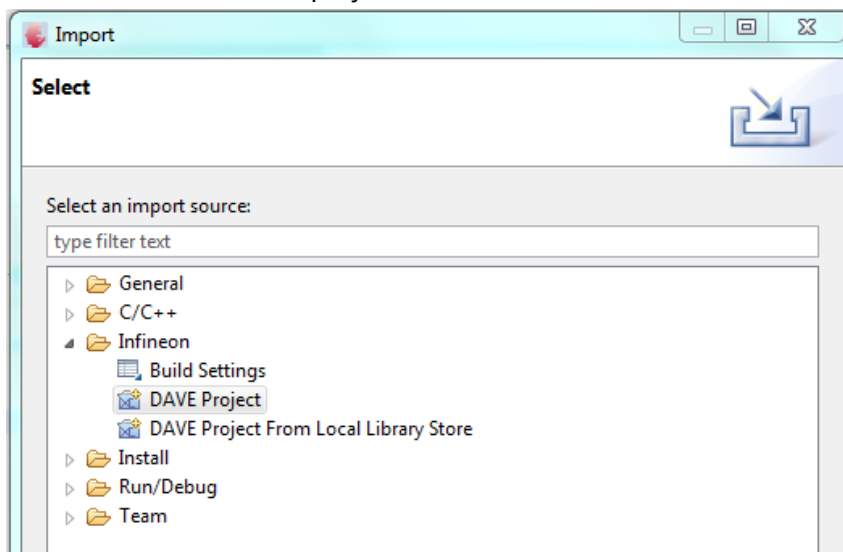 Import
Select
Select an import source:
type filter text
General
C/C++
Infineon
Build Settings
DAVE Project
DAVE Project From Local Library Store
Install
Run/Debug
Team